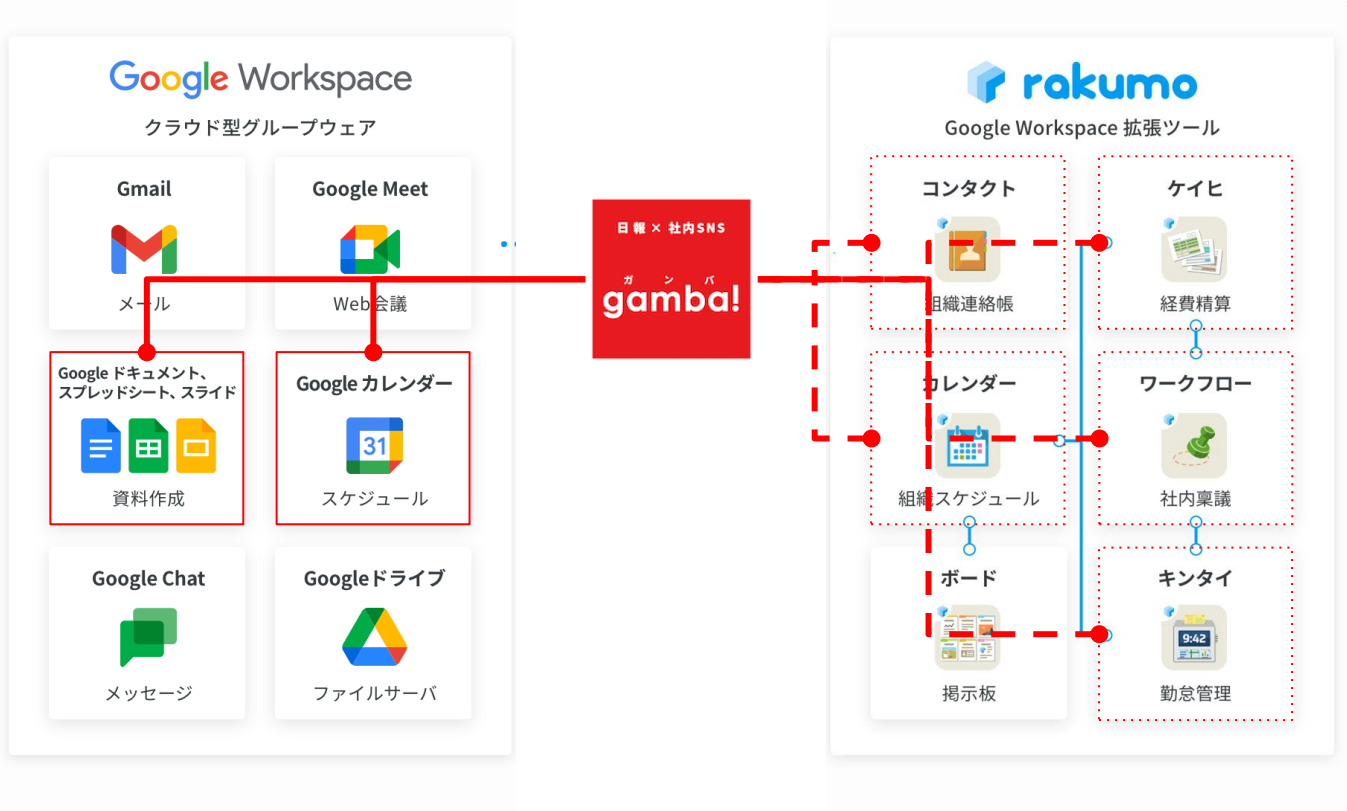 Google Workspace
クラウド型グループウェア
Gmail
メール
Google Meet
Web会議
Google ドキュメント、
スプレッドシート、スライド
資料作成
Google カレンダー
31
スケジュール
Google Chat
メッセージ
Googleドライブ
ファイルサーバ
日報 × 社内SNS
ガンバ
gamba!
rakumo
Google Workspace 拡張ツール
コンタクト
組織連絡帳
ケイヒ
経費精算
カレンダー
組織スケジュール
ワークフロー
社内稟議
ボード
掲示板
キンタイ
9:42
勤怠管理